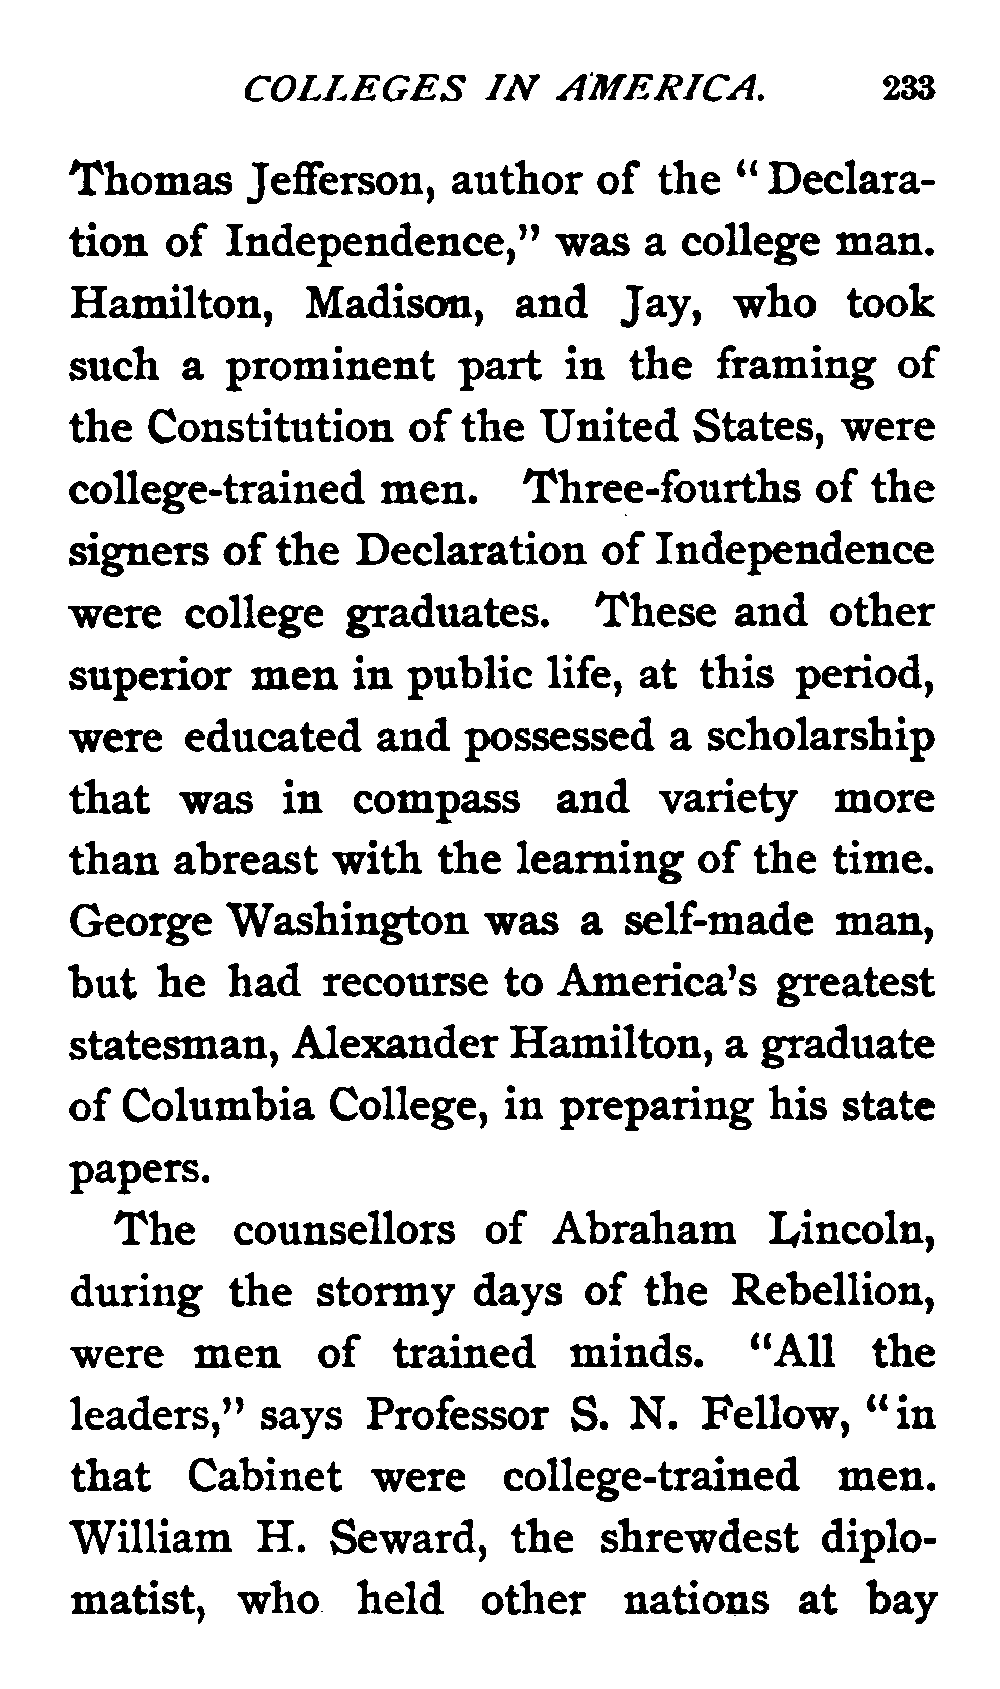 COLLEGES IN AMERICA. 233
Thomas Jefferson, author of the “Declara-
tion of Independence,” was a college man.
Hamilton, Madison, and Jay, who took
such a prominent part in the framing of
the Constitution of the United States, were
college-trained men. Three-fourths of the
signers of the Declaration of Independence
were college graduates. These and other
superior men in public life, at this period,
were educated and possessed a scholarship
that was in compass and variety more
than abreast with the learning of the time.
George Washington was a self-made man,
but he had recourse to America’s greatest
statesman, Alexander Hamilton, a graduate
of Columbia College, in preparing his state
papers.
The counsellors of Abraham Lincoln,
during the stormy days of the Rebellion,
were men of trained minds. “All the
leaders,” says Professor S. N. Fellow, “in
that Cabinet were college-trained men.
William H. Seward, the shrewdest diplo-
matist, who held other nations at bay